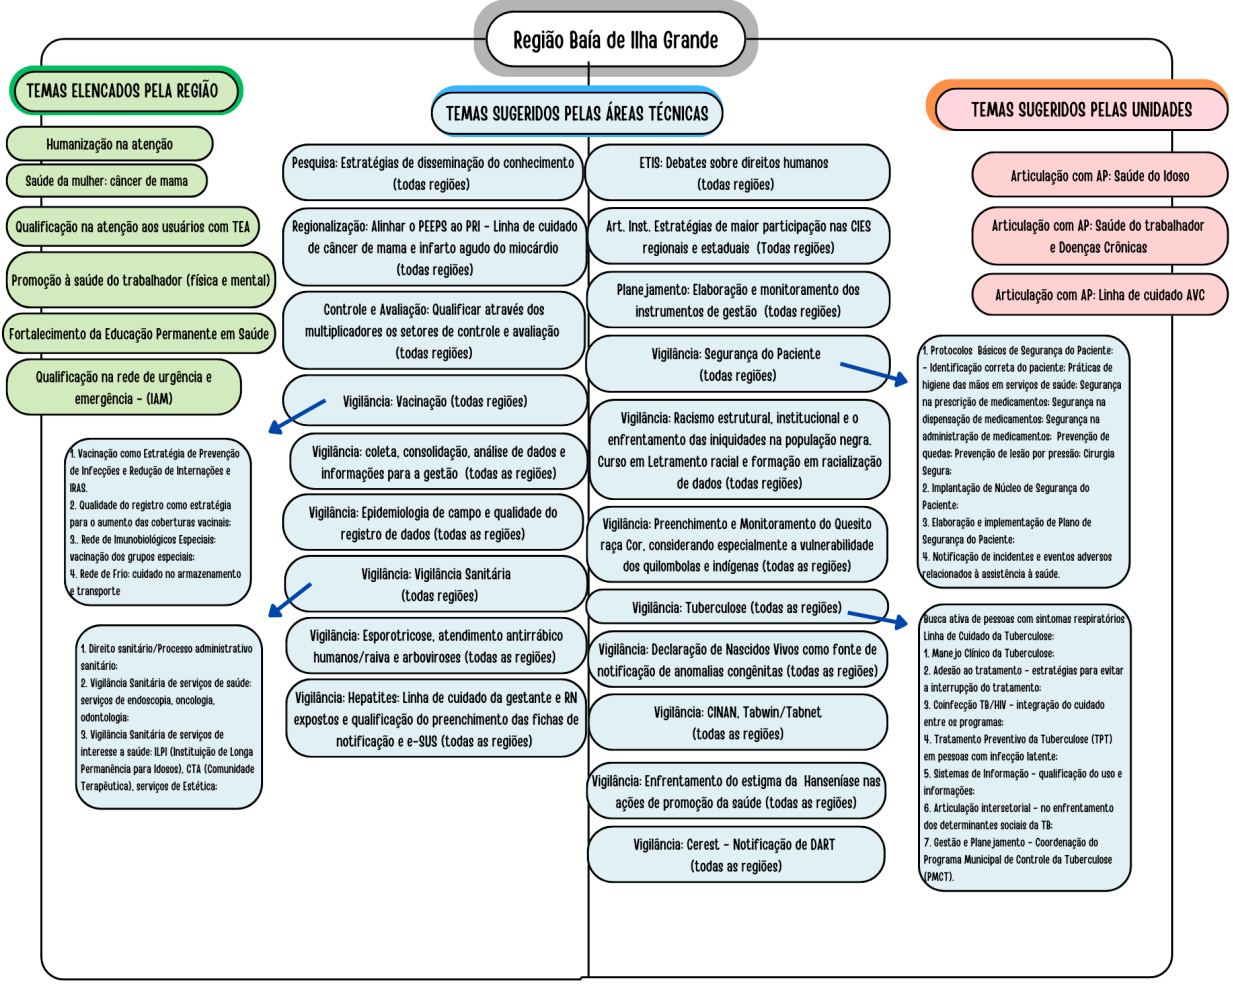 Região Baía de Ilha Grande
TEMAS ELENCADOS PELA REGIÃO
Humanização na atenção
Saúde da mulher: câncer de mama
Qualificação na atenção aos usuários com TEA
Promoção à saúde do trabalhador (física e mental)
Fortalecimento da Educação Permanente em Saúde
Qualificação na rede de urgência e
emergência - (IAM)
1. Vacinação como Estratégia de Prevenção
de Infecções e Redução de Internações e
IRAS.
2. Qualidade do registro como estratégia
para o aumento das coberturas vacinais;
3.. Rede de Imunobiológicos Especiais:
vacinação dos grupos especiais;
4. Rede de Frio: cuidado no armazenamento
e transporte
1. Direito sanitário/Processo administrativo
sanitário;
2. Vigilância Sanitária de serviços de saúde:
serviços de endoscopia, oncologia,
odontologia;
3. Vigilância Sanitária de serviços de
interesse a saúde: ILPI (Instituição de Longa
Permanência para Idosos), CTA (Comunidade
Terapêutica), serviços de Estética;
TEMAS SUGERIDOS PELAS ÁREAS TÉCNICAS
Pesquisa: Estratégias de disseminação do conhecimento
(todas regiões)
Regionalização: Alinhar o PEEPS ao PRI - Linha de cuidado
de câncer de mama e infarto agudo do miocárdio
(todas regiões)
Controle e Avaliação: Qualificar através dos
multiplicadores os setores de controle e avaliação
(todas regiões)
Vigilância: Vacinação (todas regiões)
Vigilância: coleta, consolidação, análise de dados e
informações para a gestão (todas as regiões)
Vigilância: Epidemiologia de campo e qualidade do
registro de dados (todas as regiões)
Vigilância: Vigilância Sanitária
(todas regiões)
Vigilância: Esporotricose, atendimento antirrábico
humanos/raiva e arboviroses (todas as regiões)
Vigilância: Hepatites: Linha de cuidado da gestante e RN
expostos e qualificação do preenchimento das fichas de
notificação e e-SUS (todas as regiões)
ETIS: Debates sobre direitos humanos
(todas regiões)
Art. Inst. Estratégias de maior participação nas CIES
regionais e estaduais (Todas regiões)
Planejamento: Elaboração e monitoramento dos
instrumentos de gestão (todas regiões)
Vigilância: Segurança do Paciente
(todas regiões)
Vigilância: Racismo estrutural, institucional e o
enfrentamento das iniquidades na população negra.
Curso em Letramento racial e formação em racialização
de dados (todas regiões)
Vigilância: Preenchimento e Monitoramento do Quesito
raça Cor, considerando especialmente a vulnerabilidade
dos quilombolas e indígenas (todas as regiões)
Vigilância: Tuberculose (todas as regiões)
Vigilância: Declaração de Nascidos Vivos como fonte de
notificação de anomalias congênitas (todas as regiões)
Vigilância: CINAN, Tabwin/Tabnet
(todas as regiões)
Vigilância: Enfrentamento do estigma da Hanseníase nas
ações de promoção da saúde (todas as regiões)
Vigilância: Cerest - Notificação de DART
(todas as regiões)
TEMAS SUGERIDOS PELAS UNIDADES
Articulação com AP: Saúde do Idoso
Articulação com AP: Saúde do trabalhador
e Doenças Crônicas
Articulação com AP: Linha de cuidado AVC
1. Protocolos Básicos de Segurança do Paciente:
- Identificação correta do paciente; Práticas de
higiene das mãos em serviços de saúde; Segurança
na prescrição de medicamentos; Segurança na
dispensação de medicamentos; Segurança na
administração de medicamentos; Prevenção de
quedas; Prevenção de lesão por pressão; Cirurgia
Segura;
2. Implantação de Núcleo de Segurança do
Paciente;
3. Elaboração e implementação de Plano de
Segurança do Paciente;
4. Notificação de incidentes e eventos adversos
relacionados à assistência à saúde.
Busca ativa de pessoas com sintomas respiratórios
Linha de Cuidado da Tuberculose:
1. Manejo Clínico da Tuberculose;
2. Adesão ao tratamento - estratégias para evitar
a interrupção do tratamento;
3. Coinfecção TB/HIV - integração do cuidado
entre os programas;
4. Tratamento Preventivo da Tuberculose (TPT)
em pessoas com infecção latente;
5. Sistemas de Informação - qualificação do uso e
informações;
6. Articulação intersetorial - no enfrentamento
dos determinantes sociais da TB;
7. Gestão e Planejamento - Coordenação do
Programa Municipal de Controle da Tuberculose
(PMCT).